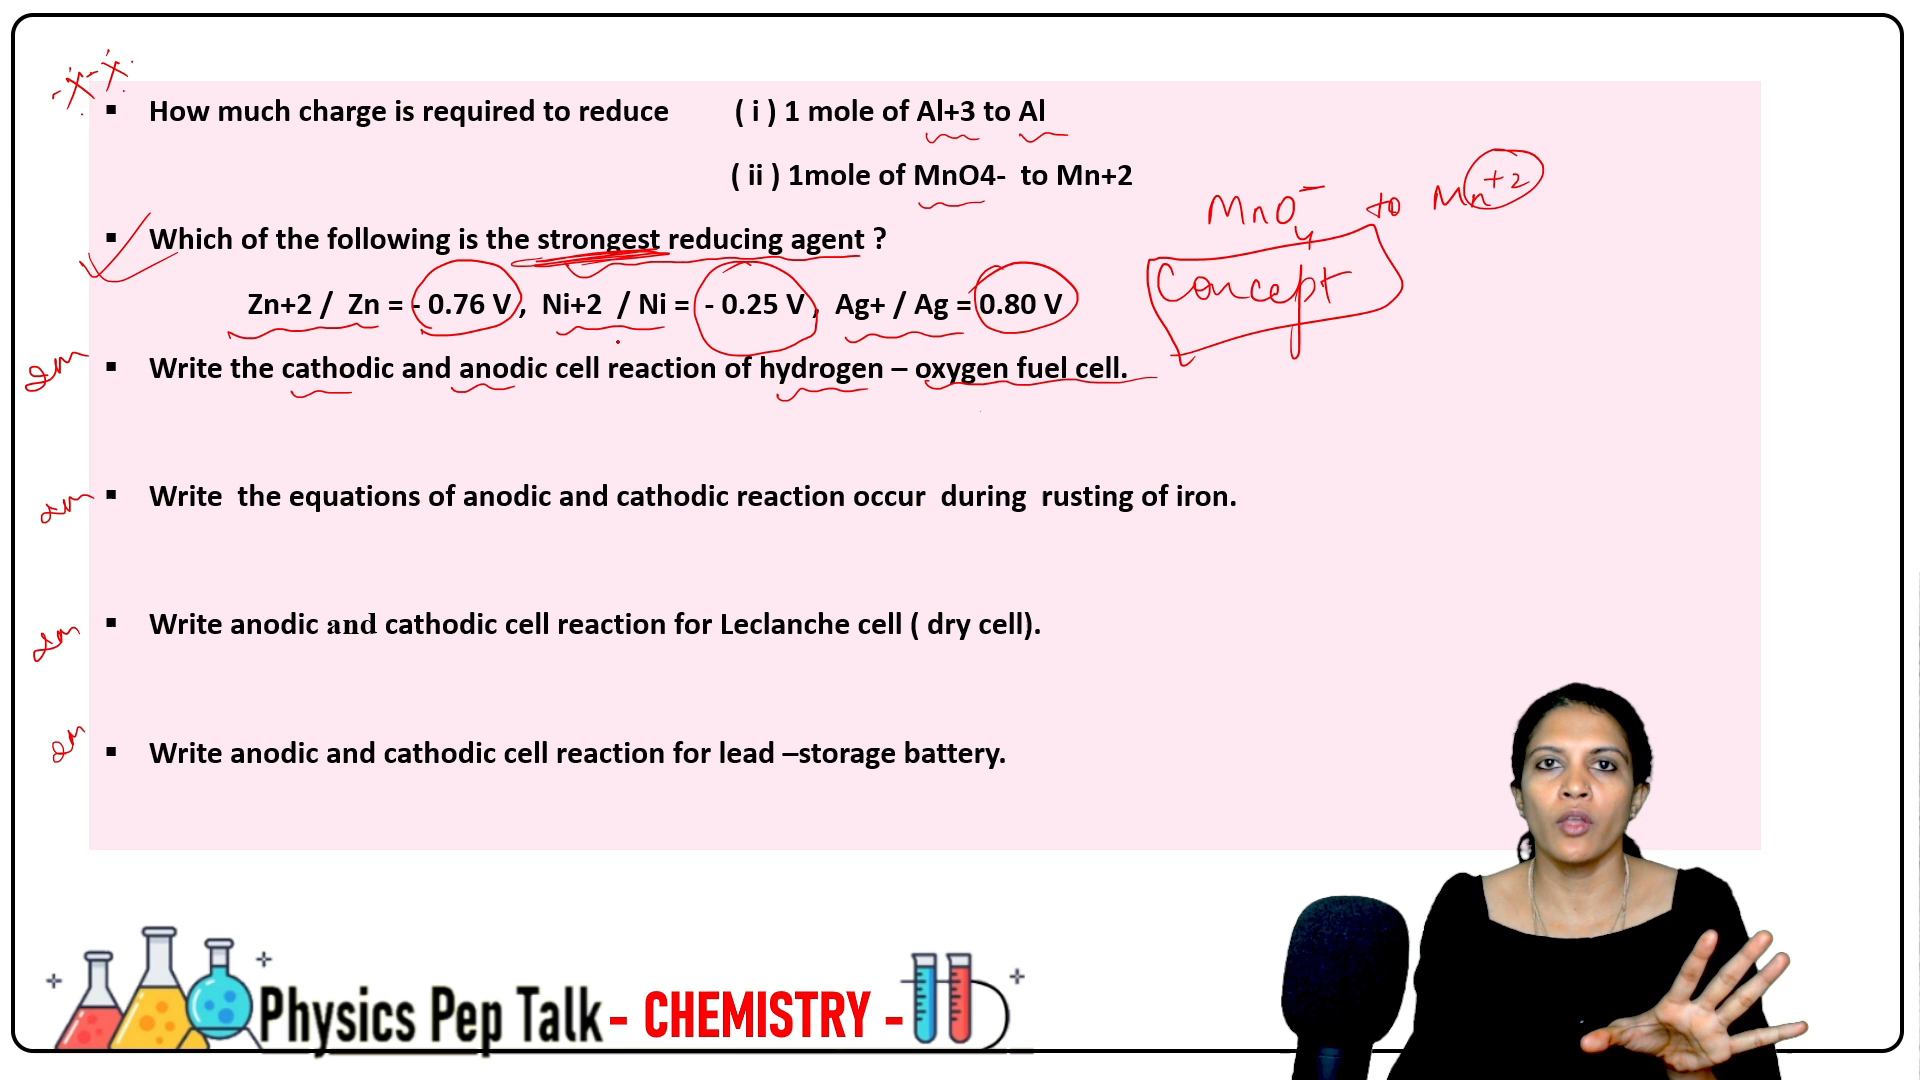 How much charge is required to reduce ( i ) 1 mole of Al+3 to Al
( ii ) 1mole of MnO4- to Mn+2
MnO4- to Mn+2
Which of the following is the strongest reducing agent ?
Concept
Zn+2 / Zn = - 0.76 V, Ni+2 / Ni = - 0.25 V, Ag+ / Ag = 0.80 V
2m
Write the cathodic and anodic cell reaction of hydrogen – oxygen fuel cell.
2m
Write the equations of anodic and cathodic reaction occur during rusting of iron.
2m
Write anodic and cathodic cell reaction for Leclanche cell ( dry cell).
2m
Write anodic and cathodic cell reaction for lead –storage battery.
Physics Pep Talk - CHEMISTRY -